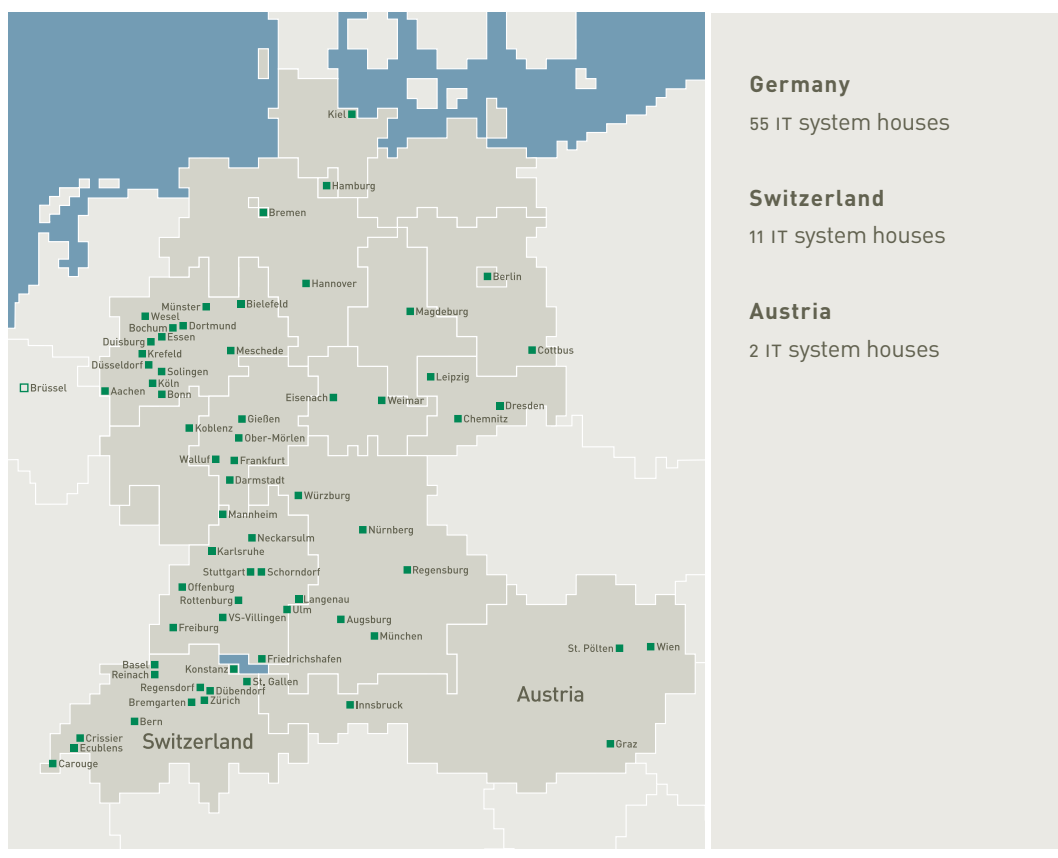 Kiel
Hamburg
Bremen
Berlin
Hannover
Münster
Bielefeld
Magdeburg
Wesel
Bochum
Dortmund
Essen
Duisburg
Meschede
Cottbus
Krefeld
Düsseldorf
Solingen
Leipzig
Köln
Brüssel
Aachen
Bonn
Eisenach
Weimar
Dresden
Gießen
Chemnitz
Koblenz
Ober-Mörlen
Walluf
Frankfurt
Darmstadt
Würzburg
Mannheim
Nürnberg
Neckarsulm
Karlsruhe
Stuttgart
Schorndorf
Regensburg
Offenburg
Rottenburg
Langenau
Ulm
VS-Villingen
Augsburg
Freiburg
München
St. Pölten
Wien
Friedrichshafen
Basel
Konstanz
Reinach
St. Gallen
Regensdorf
Dübendorf
Austria
Bremgarten
Zürich
Innsbruck
Bern
Crissier
Switzerland
Graz
Ecublens
Carouge
Germany
55 IT system houses
Switzerland
11 IT system houses
Austria
2 IT system houses